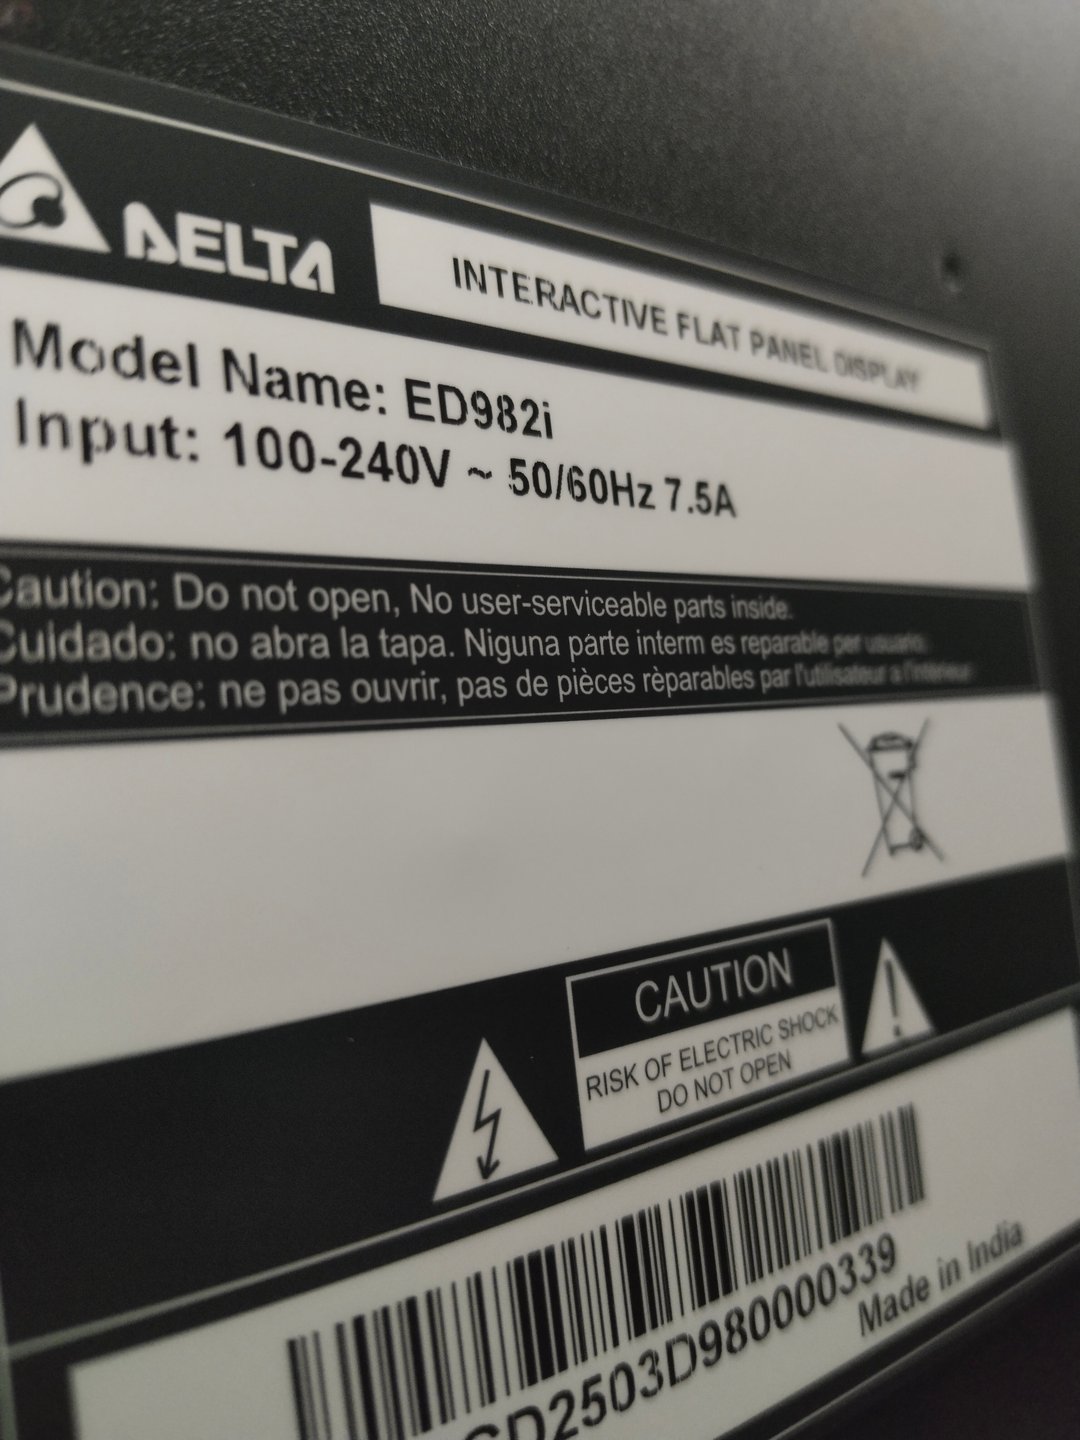 DELTA
INTERACTIVE FLAT PANEL DISPLAY
Model Name: ED982i
Input: 100-240V ~ 50/60Hz 7.5A
Caution: Do not open, No user-serviceable parts inside.
Cuidado: no abra la tapa. Niguna parte interm es reparable per usuario.
Prudence: ne pas ouvrir, pas de pièces rèparables par l'utilisateur a l'interieur
CAUTION
RISK OF ELECTRIC SHOCK
DO NOT OPEN
D2503D980000339
Made in India